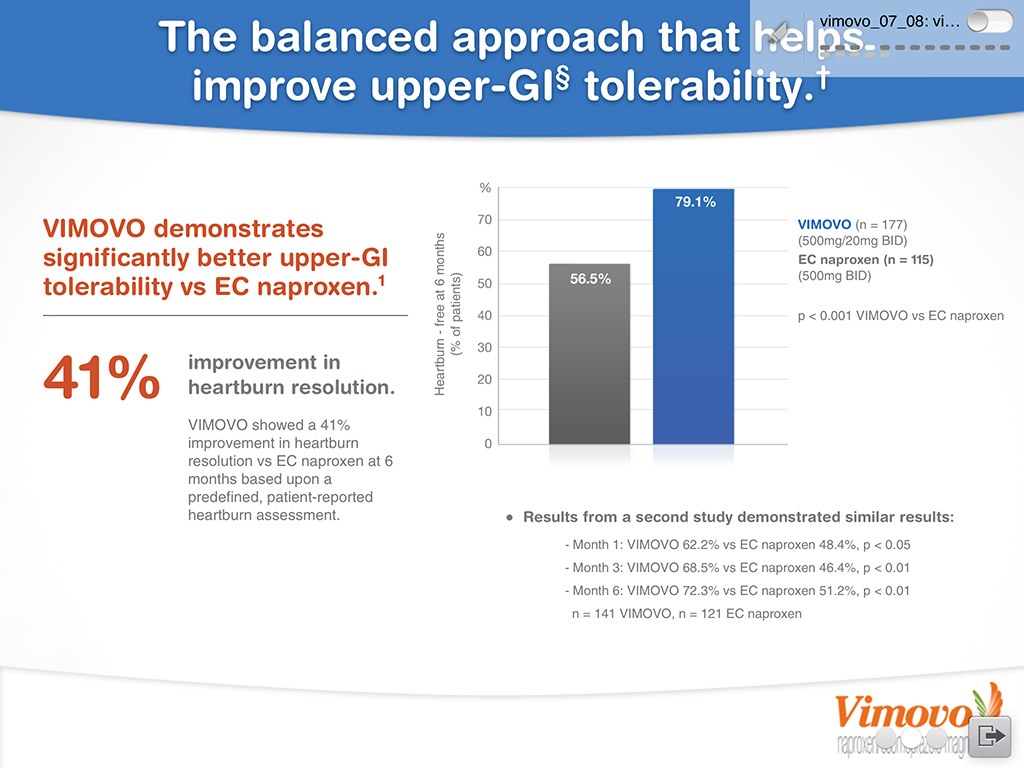 The balanced approach that helps
improve upper-GI§ tolerability.†
vimovo_07_08: vi...
VIMOVO demonstrates
significantly better upper-GI
tolerability vs EC naproxen.1
41%
improvement in
heartburn resolution.
VIMOVO showed a 41%
improvement in heartburn
resolution vs EC naproxen at 6
months based upon a
predefined, patient-reported
heartburn assessment.
Heartburn - free at 6 months
(% of patients)
%
70
60
50
40
30
20
10
0
56.5%
79.1%
VIMOVO (n = 177)
(500mg/20mg BID)
EC naproxen (n = 115)
(500mg BID)
p < 0.001 VIMOVO vs EC naproxen
• Results from a second study demonstrated similar results:
- Month 1: VIMOVO 62.2% vs EC naproxen 48.4%, p < 0.05
- Month 3: VIMOVO 68.5% vs EC naproxen 46.4%, p < 0.01
- Month 6: VIMOVO 72.3% vs EC naproxen 51.2%, p < 0.01
n = 141 VIMOVO, n = 121 EC naproxen
Vimovo